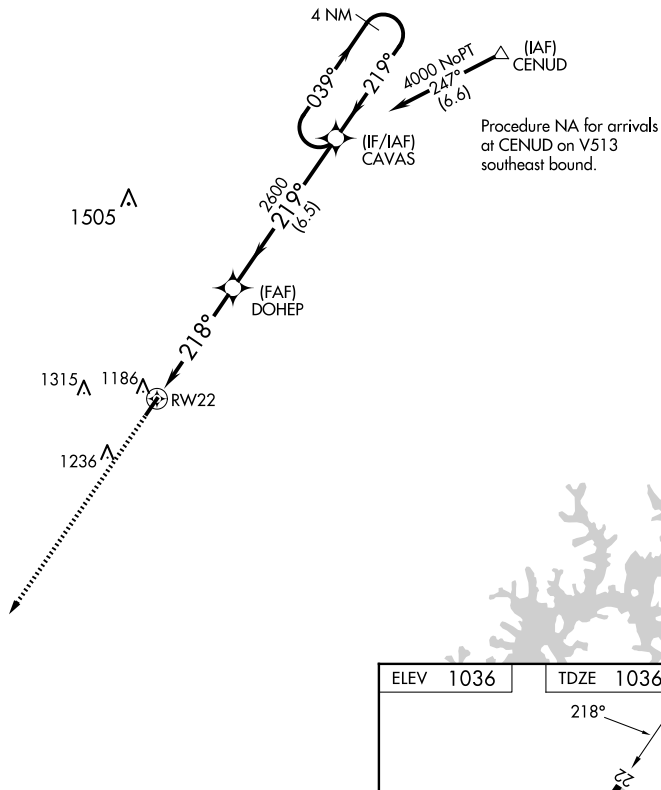 4 NM
039°
219°
(IAF)
CENUD
4000 NoPT
247°
(6.6)
Procedure NA for arrivals
at CENUD on V513
southeast bound.
(IF/IAF)
CAVAS
2600
219°
(6.5)
1505
(FAF)
DOHEP
218°
1315
1186
RW22
1236
ELEV 1036
TDZE 1036
218°
22